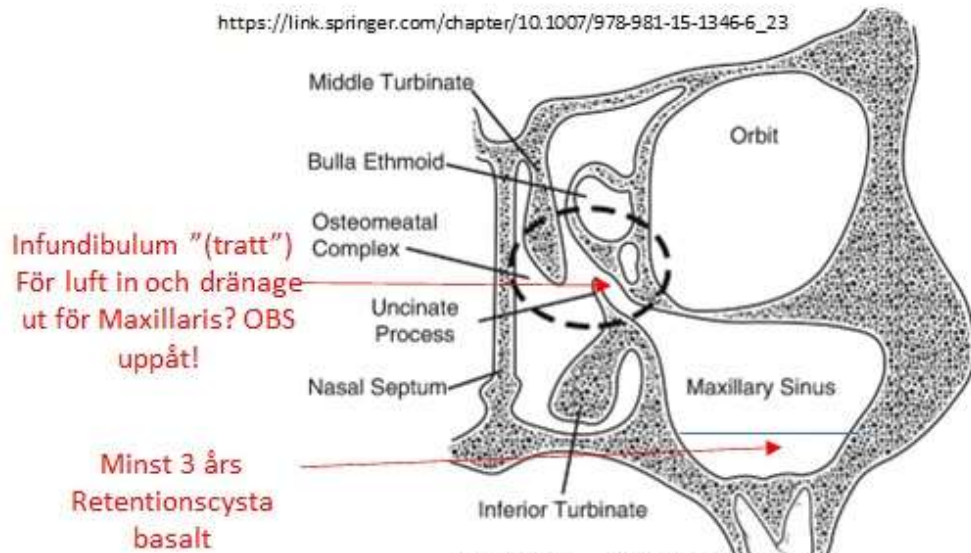 https://link.springer.com/chapter/10.1007/978-981-15-1346-6_23
Middle Turbinate
Bulla Ethmoid
Orbit
Osteomeatal
Complex
Infundibulum ”(tratt”)
För luft in och dränage
ut för Maxillaris? OBS
uppåt!
Uncinate
Process
Nasal Septum
Maxillary Sinus
Minst 3 års
Retentionscysta
basalt
Inferior Turbinate